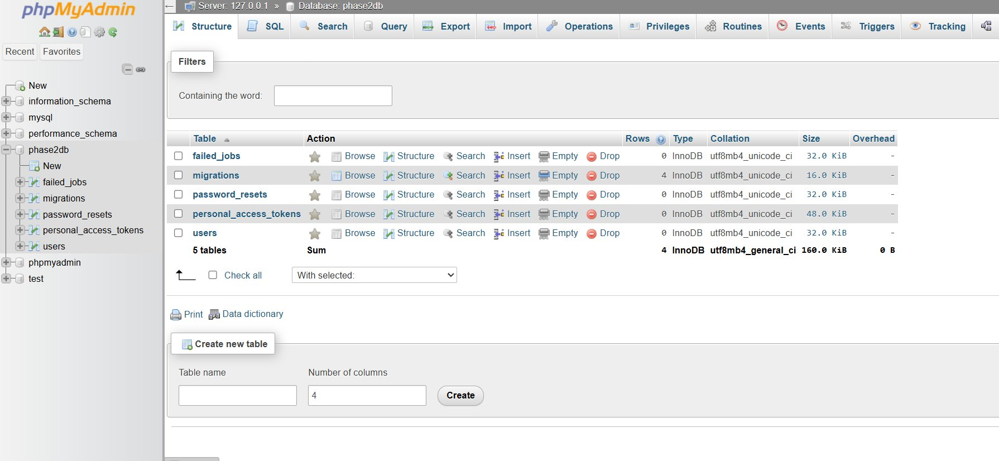 phpMyAdmin
Recent Favorites
New
information_schema
mysql
performance_schema
phase2db
New
failed_jobs
migrations
password_resets
personal_access_tokens
users
phpmyadmin
test
Server: 127.0.0.1 » Database: phase2db
Structure SQL Search Query Export Import Operations Privileges Routines Events Triggers Tracking
Filters
Containing the word:
Table Action Rows Type Collation Size Overhead
failed_jobs Browse Structure Search Insert Empty Drop 0 InnoDB utf8mb4_unicode_ci 32.0 KiB -
migrations Browse Structure Search Insert Empty Drop 4 InnoDB utf8mb4_unicode_ci 16.0 KiB -
password_resets Browse Structure Search Insert Empty Drop 0 InnoDB utf8mb4_unicode_ci 32.0 KiB -
personal_access_tokens Browse Structure Search Insert Empty Drop 0 InnoDB utf8mb4_unicode_ci 48.0 KiB -
users Browse Structure Search Insert Empty Drop 0 InnoDB utf8mb4_unicode_ci 32.0 KiB -
5 tables Sum 4 InnoDB utf8mb4_general_ci 160.0 KiB 0 B
Check all With selected:
Print Data dictionary
Create new table
Table name Number of columns
4 Create